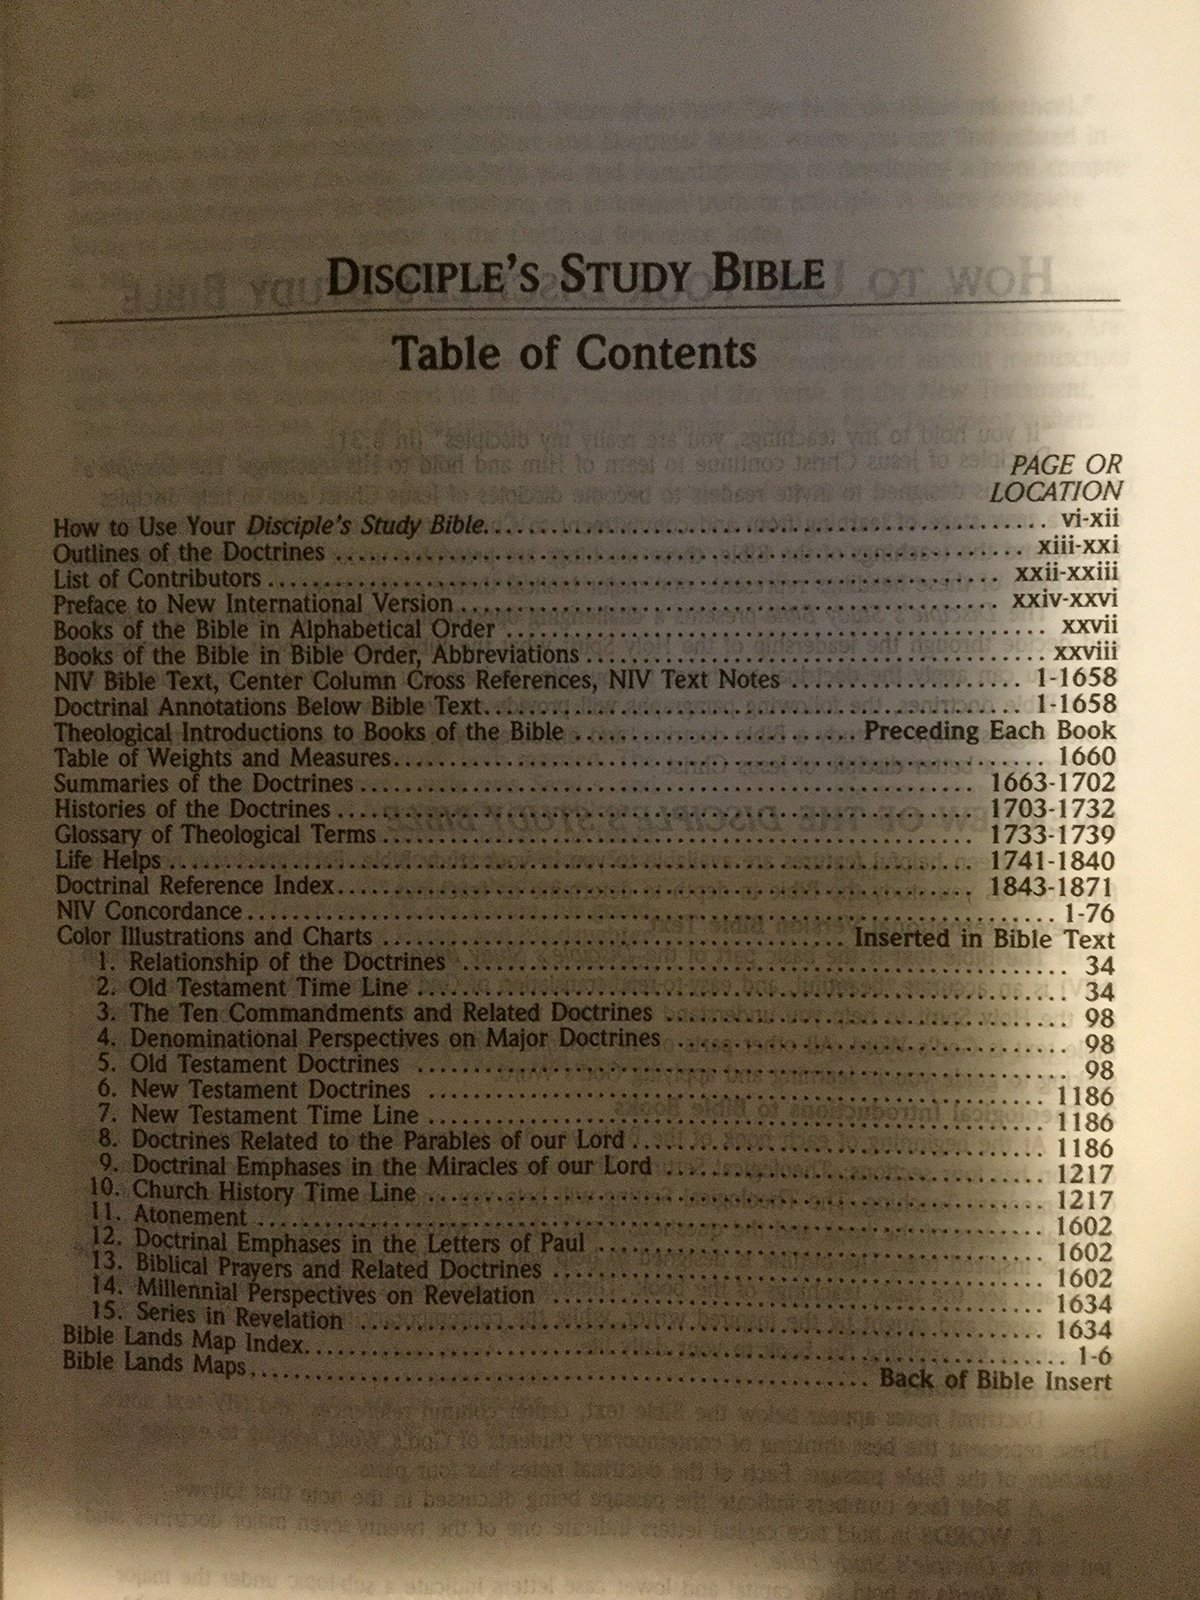 DISCIPLE'S STUDY BIBLE
Table of Contents
PAGE OR
LOCATION
How to Use Your Disciple's Study Bible. vi-xii
Outlines of the Doctrines xiii-xxi
List of Contributors xxii-xxiii
Preface to New International Version xxiv-xxvi
Books of the Bible in Alphabetical Order xxvii
Books of the Bible in Bible Order, Abbreviations xxviii
NIV Bible Text, Center Column Cross References, NIV Text Notes 1-1658
Doctrinal Annotations Below Bible Text 1-1658
Theological Introductions to Books of the Bible Preceding Each Book
Table of Weights and Measures 1660
Summaries of the Doctrines 1663-1702
Histories of the Doctrines 1703-1732
Glossary of Theological Terms 1733-1739
Life Helps 1741-1840
Doctrinal Reference Index 1843-1871
NIV Concordance 1-76
Color Illustrations and Charts Inserted in Bible Text
1. Relationship of the Doctrines 34
2. Old Testament Time Line 34
3. The Ten Commandments and Related Doctrines 98
4. Denominational Perspectives on Major Doctrines 98
5. Old Testament Doctrines 98
6. New Testament Doctrines 1186
7. New Testament Time Line 1186
8. Doctrines Related to the Parables of our Lord 1186
9. Doctrinal Emphases in the Miracles of our Lord 1217
10. Church History Time Line 1217
11. Atonement 1602
12. Doctrinal Emphases in the Letters of Paul 1602
13. Biblical Prayers and Related Doctrines 1602
14. Millennial Perspectives on Revelation 1634
15. Series in Revelation 1634
Bible Lands Map Index 1-6
Bible Lands Maps Back of Bible Insert